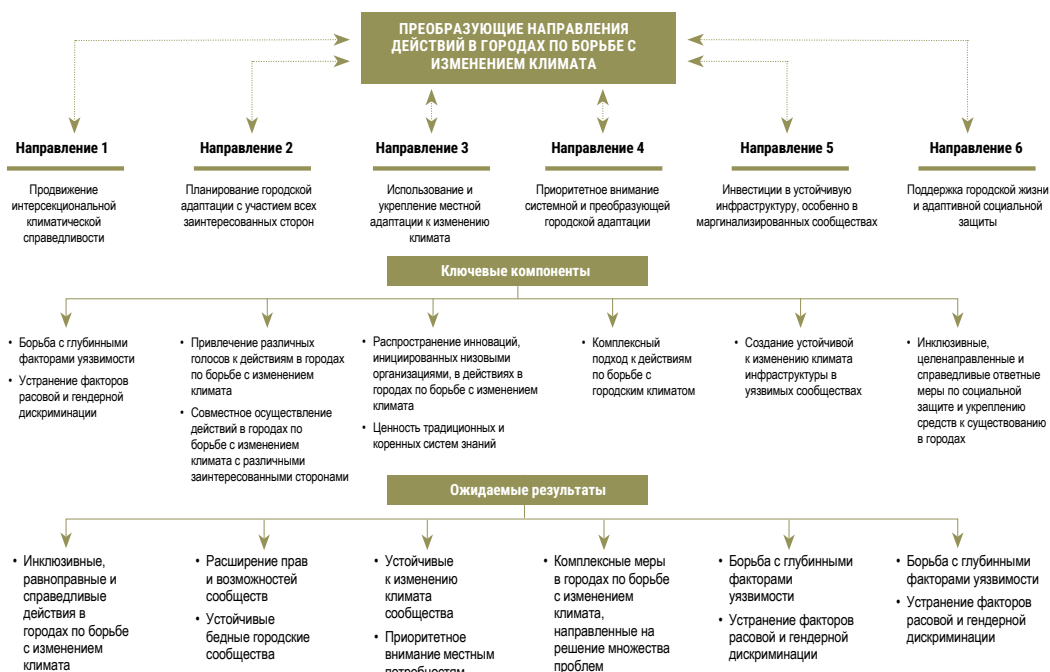 ПРЕОБРАЗУЮЩИЕ НАПРАВЛЕНИЯ
ДЕЙСТВИЙ В ГОРОДАХ ПО БОРЬБЕ С
ИЗМЕНЕНИЕМ КЛИМАТА
Направление 1
Продвижение
интерсекциональной
климатической
справедливости
Направление 2
Планирование городской
адаптации с участием всех
заинтересованных сторон
Направление 3
Использование и
укрепление местной
адаптации к изменению
климата
Направление 4
Приоритетное внимание
системной и преобразующей
городской адаптации
Направление 5
Инвестиции в устойчивую
инфраструктуру, особенно в
маргинализированных сообществах
Направление 6
Поддержка городской жизни
и адаптивной социальной
защиты
Ключевые компоненты
• Борьба с глубинными
факторами уязвимости
• Устранение факторов
расовой и гендерной
дискриминации
• Привлечение различных
голосов к действиям в городах
по борьбе с изменением
климата
• Совместное осуществление
действий в городах по
борьбе с изменением
климата с различными
заинтересованными сторонами
• Распространение инноваций,
инициированных низовыми
организациями, в действиях в
городах по борьбе с изменением
климата
• Ценность традиционных и
коренных систем знаний
• Комплексный
подход к действиям
по борьбе с
городским климатом
• Создание устойчивой
к изменению климата
инфраструктуры в
уязвимых сообществах
• Инклюзивные,
целенаправленные и
справедливые ответные
меры по социальной
защите и укреплению
средств к существованию
в городах
Ожидаемые результаты
• Инклюзивные,
равноправные и
справедливые
действия в
городах по борьбе
с изменением
климата
• Расширение прав
и возможностей
сообществ
• Устойчивые
бедные городские
сообщества
• Устойчивые
к изменению
климата
сообщества
• Приоритетное
внимание местным
потребностям
• Комплексные меры
в городах по борьбе
с изменением
климата,
направленные на
решение множества
проблем
• Борьба с глубинными
факторами
уязвимости
• Устранение факторов
расовой и гендерной
дискриминации
• Борьба с глубинными
факторами уязвимости
• Устранение факторов
расовой и гендерной
дискриминации